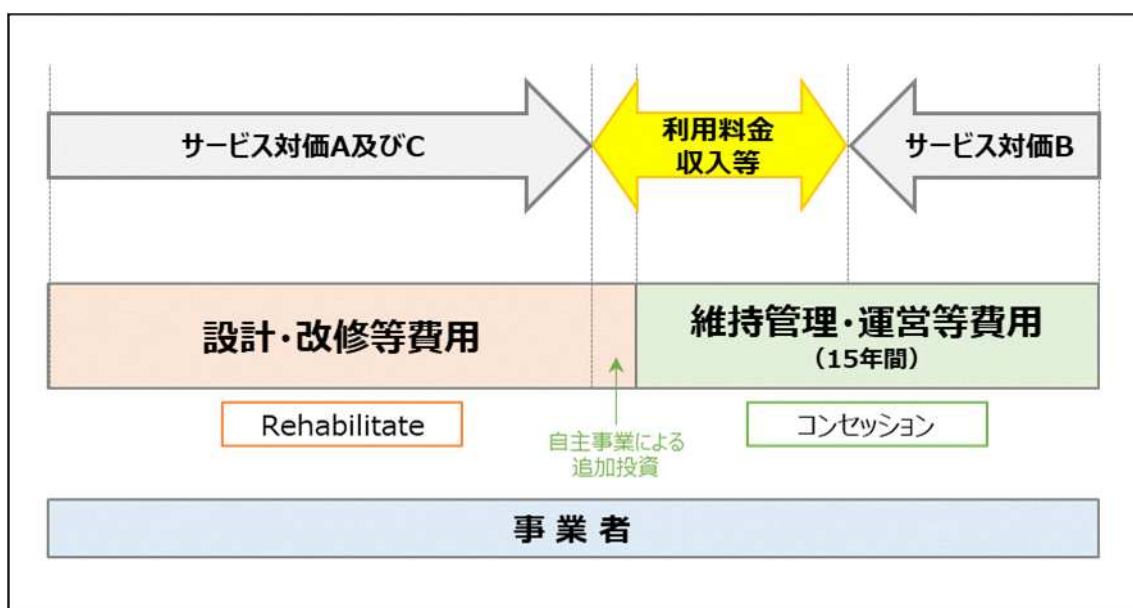 サービス対価A及びC
利用料金
収入等
サービス対価B
設計・改修等費用
維持管理・運営等費用
（15年間）
Rehabilitate
自主事業による
追加投資
コンセッション
事業者